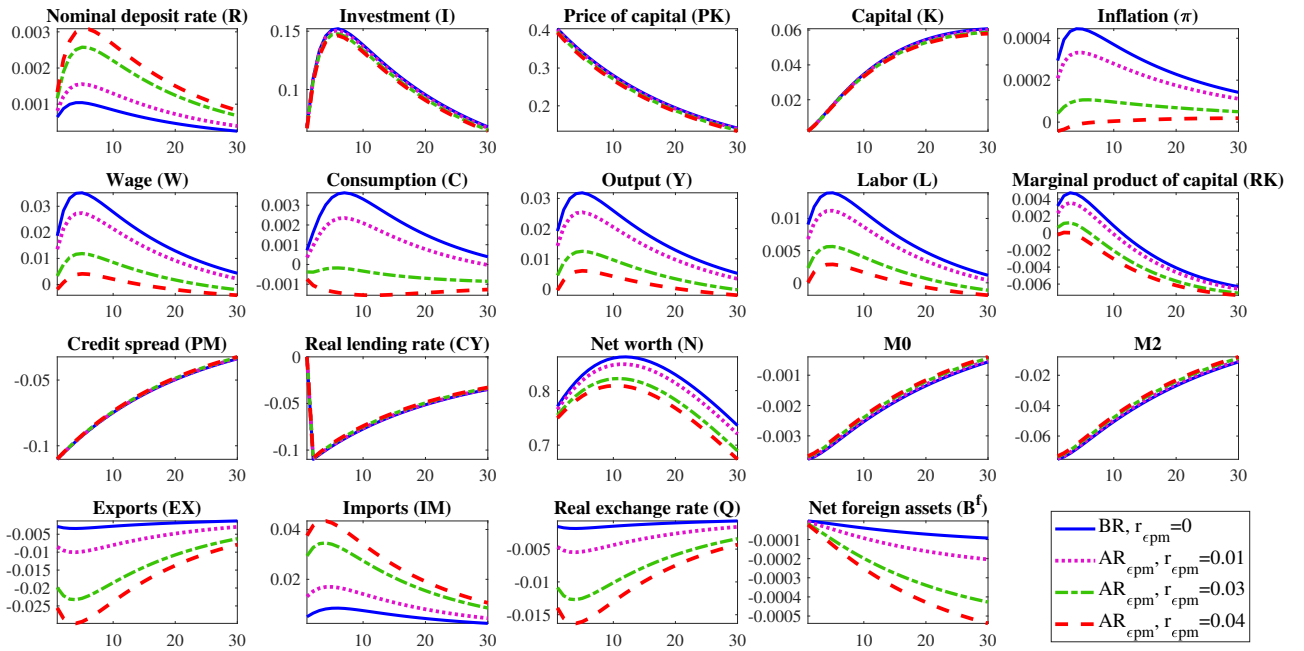 Nominal deposit rate (R)
0.003
0.002
0.001
10 20 30
Investment (I)
0.15
0.1
10 20 30
Price of capital (PK)
0.4
0.3
0.2
10 20 30
Capital (K)
0.06
0.04
0.02
10 20 30
Inflation (π)
0.0004
0.0002
0
10 20 30
Wage (W)
0.03
0.02
0.01
0
10 20 30
Consumption (C)
0.003
0.002
0.001
0
-0.001
10 20 30
Output (Y)
0.03
0.02
0.01
0
10 20 30
Labor (L)
0.01
0.005
0
10 20 30
Marginal product of capital (RK)
0.004
0.002
0
-0.002
-0.004
-0.006
10 20 30
Credit spread (PM)
-0.05
-0.1
10 20 30
Real lending rate (CY)
0
-0.05
-0.1
10 20 30
Net worth (N)
0.8
0.7
10 20 30
M0
-0.001
-0.002
-0.003
10 20 30
M2
-0.02
-0.04
-0.06
10 20 30
Exports (EX)
-0.005
-0.01
-0.015
-0.02
-0.025
10 20 30
Imports (IM)
0.04
0.02
10 20 30
Real exchange rate (Q)
-0.005
-0.01
-0.015
10 20 30
Net foreign assets (B^f)
-0.0001
-0.0002
-0.0003
-0.0004
-0.0005
10 20 30
BR, r_ϵpm=0
AR_ϵpm, r_ϵpm=0.01
AR_ϵpm, r_ϵpm=0.03
AR_ϵpm, r_ϵpm=0.04